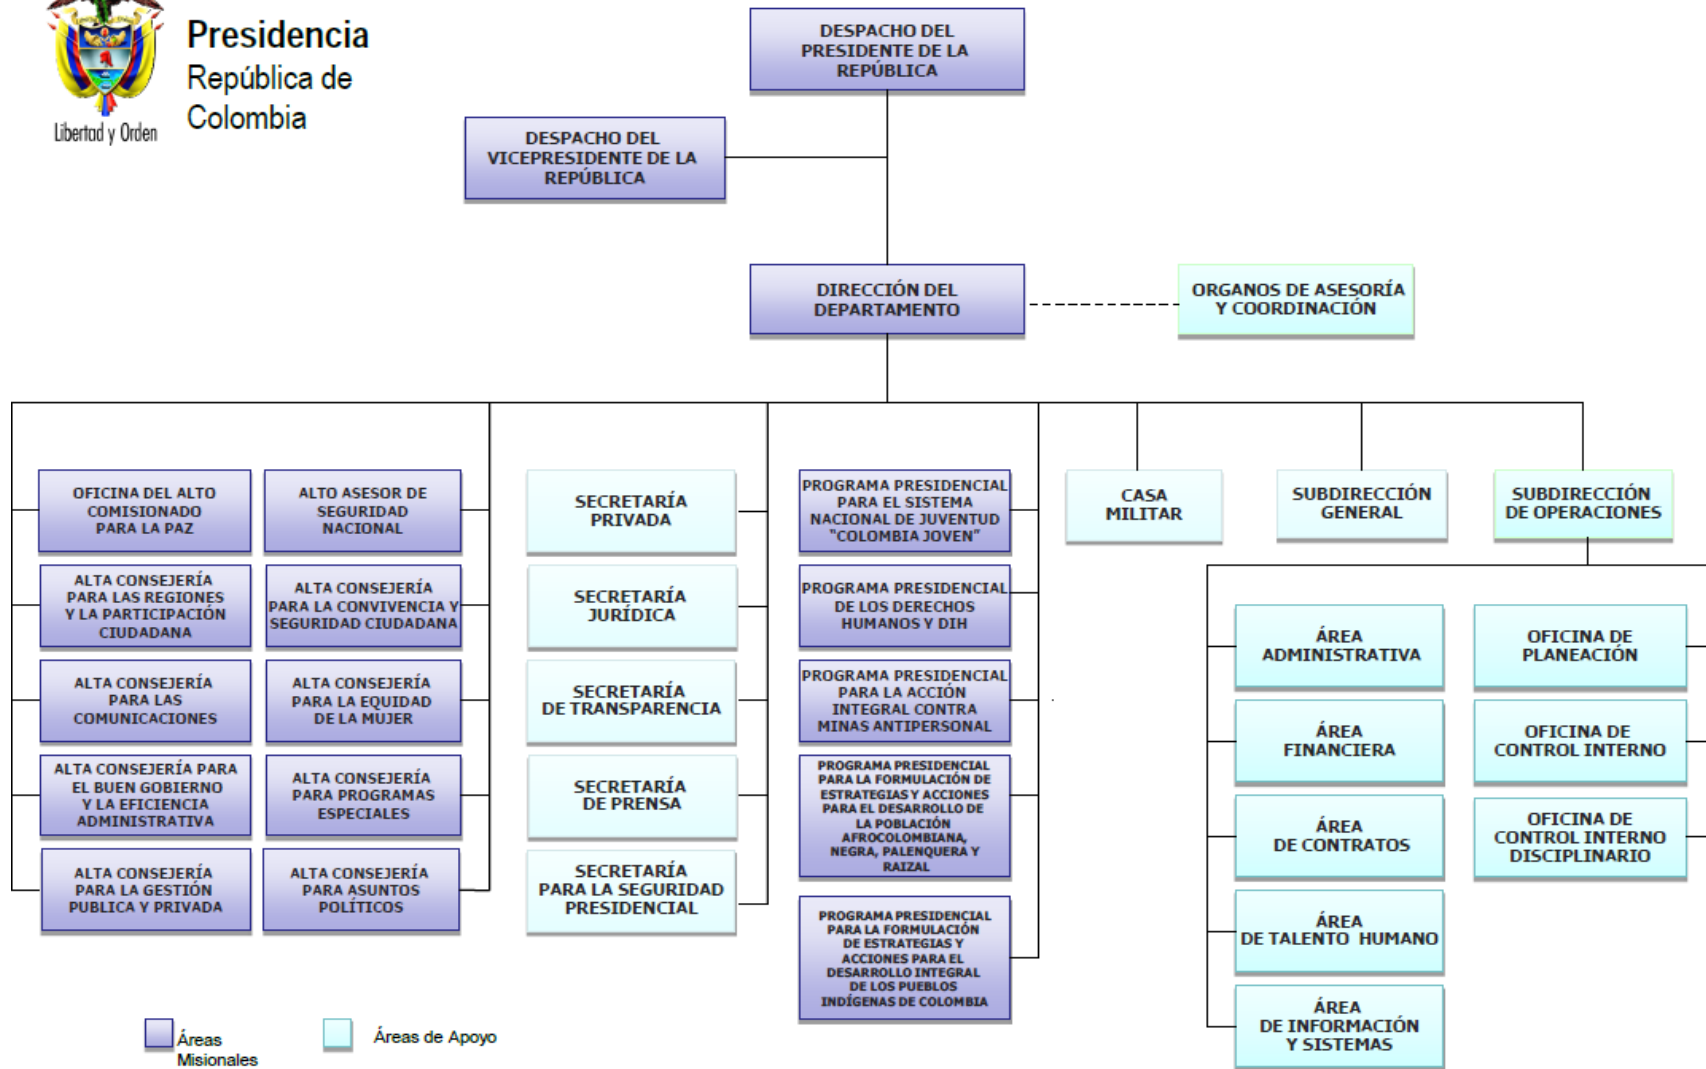 Presidencia
República de
Colombia
Libertad y Orden
DESPACHO DEL
PRESIDENTE DE LA
REPÚBLICA
DESPACHO DEL
VICEPRESIDENTE DE LA
REPÚBLICA
DIRECCIÓN DEL
DEPARTAMENTO
ORGANOS DE ASESORÍA
Y COORDINACIÓN
OFICINA DEL ALTO
COMISIONADO
PARA LA PAZ
ALTA CONSEJERÍA
PARA LAS REGIONES
Y LA PARTICIPACIÓN
CIUDADANA
ALTA CONSEJERÍA
PARA LAS
COMUNICACIONES
ALTA CONSEJERÍA PARA
EL BUEN GOBIERNO
Y LA EFICIENCIA
ADMINISTRATIVA
ALTA CONSEJERÍA
PARA LA GESTIÓN
PUBLICA Y PRIVADA
ALTO ASESOR DE
SEGURIDAD
NACIONAL
ALTA CONSEJERÍA
PARA LA CONVIVENCIA Y
SEGURIDAD CIUDADANA
ALTA CONSEJERÍA
PARA LA EQUIDAD
DE LA MUJER
ALTA CONSEJERÍA
PARA PROGRAMAS
ESPECIALES
ALTA CONSEJERÍA
PARA ASUNTOS
POLÍTICOS
SECRETARÍA
PRIVADA
SECRETARÍA
JURÍDICA
SECRETARÍA
DE TRANSPARENCIA
SECRETARÍA
DE PRENSA
SECRETARÍA
PARA LA SEGURIDAD
PRESIDENCIAL
PROGRAMA PRESIDENCIAL
PARA EL SISTEMA
NACIONAL DE JUVENTUD
"COLOMBIA JOVEN"
PROGRAMA PRESIDENCIAL
DE LOS DERECHOS
HUMANOS Y DIH
PROGRAMA PRESIDENCIAL
PARA LA ACCIÓN
INTEGRAL CONTRA
MINAS ANTIPERSONAL
PROGRAMA PRESIDENCIAL
PARA LA FORMULACIÓN DE
ESTRATEGIAS Y ACCIONES
PARA EL DESARROLLO DE
LA POBLACIÓN
AFROCOLOMBIANA,
NEGRA, PALENQUERA Y
RAIZAL
PROGRAMA PRESIDENCIAL
PARA LA FORMULACIÓN
DE ESTRATEGIAS Y
ACCIONES PARA EL
DESARROLLO INTEGRAL
DE LOS PUEBLOS
INDÍGENAS DE COLOMBIA
CASA
MILITAR
SUBDIRECCIÓN
GENERAL
SUBDIRECCIÓN
DE OPERACIONES
ÁREA
ADMINISTRATIVA
ÁREA
FINANCIERA
ÁREA
DE CONTRATOS
ÁREA
DE TALENTO HUMANO
ÁREA
DE INFORMACIÓN
Y SISTEMAS
OFICINA DE
PLANEACIÓN
OFICINA DE
CONTROL INTERNO
OFICINA DE
CONTROL INTERNO
DISCIPLINARIO
Áreas
Misionales
Áreas de Apoyo